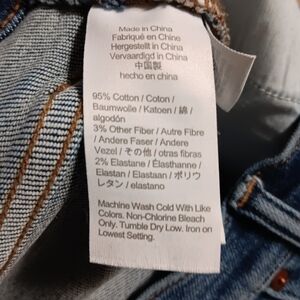 Made in China
Fabriqué en Chine
Hergestellt in China
Vervaardigd in China
中国製
hecho en china
95% Cotton / Coton /
Baumwolle / Katoen / 綿 /
algodón
3% Other Fiber / Autre Fibre
/ Andere Faser / Andere
Vezel / その他 / otras fibras
2% Elastane / Élasthanne /
Elastan / Elastaan / ポリウ
レタン / elastano
Machine Wash Cold With Like
Colors. Non-Chlorine Bleach
Only. Tumble Dry Low. Iron on
Lowest Setting.